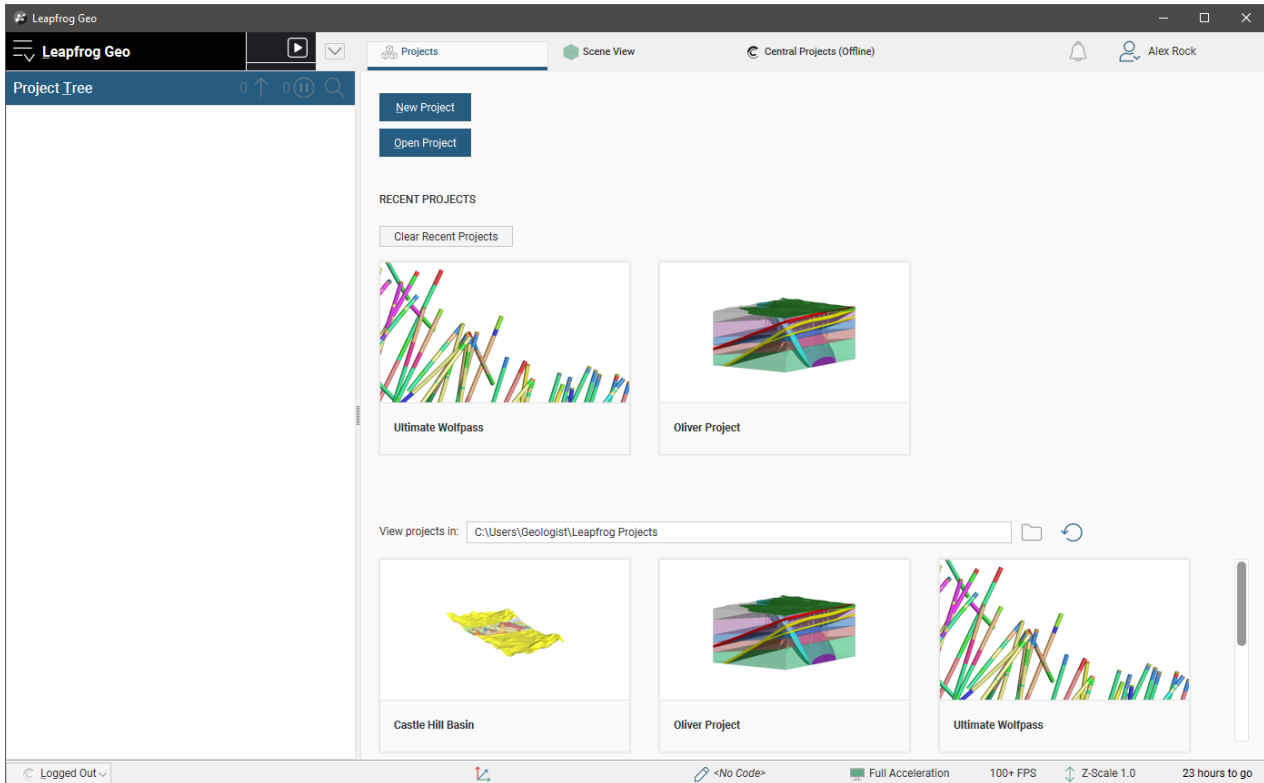 Leapfrog Geo
Leapfrog Geo
Projects
Scene View
Central Projects (Offline)
Alex Rock
Project Tree
0
0
New Project
Open Project
RECENT PROJECTS
Clear Recent Projects
Ultimate Wolfpass
Oliver Project
View projects in:
C:\Users\Geologist\Leapfrog Projects
Castle Hill Basin
Oliver Project
Ultimate Wolfpass
Logged Out
<No Code>
Full Acceleration
100+ FPS
Z-Scale 1.0
23 hours to go